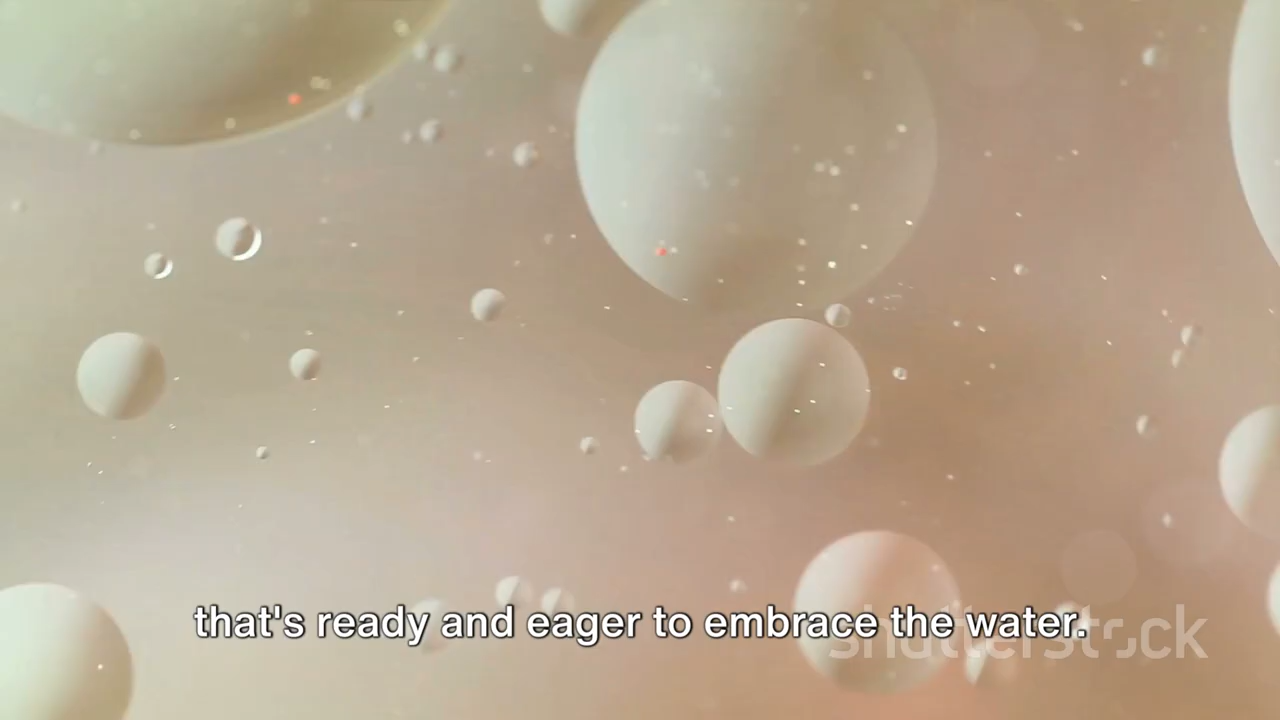 that's ready and eager to embrace the water.
shutterstock